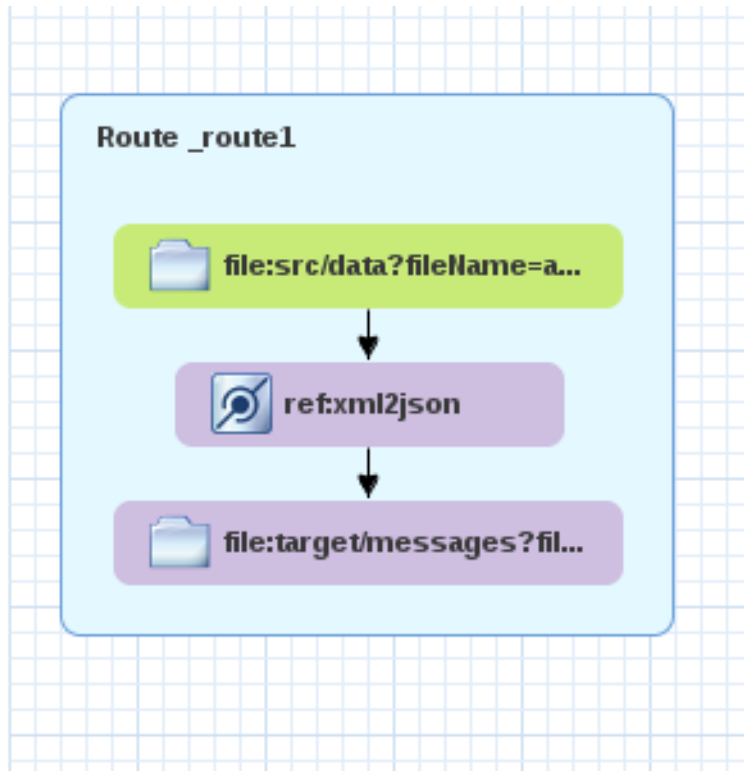 Route _route1
file:src/data?fileName=a...
ref:xml2json
file:target/messages?fil...